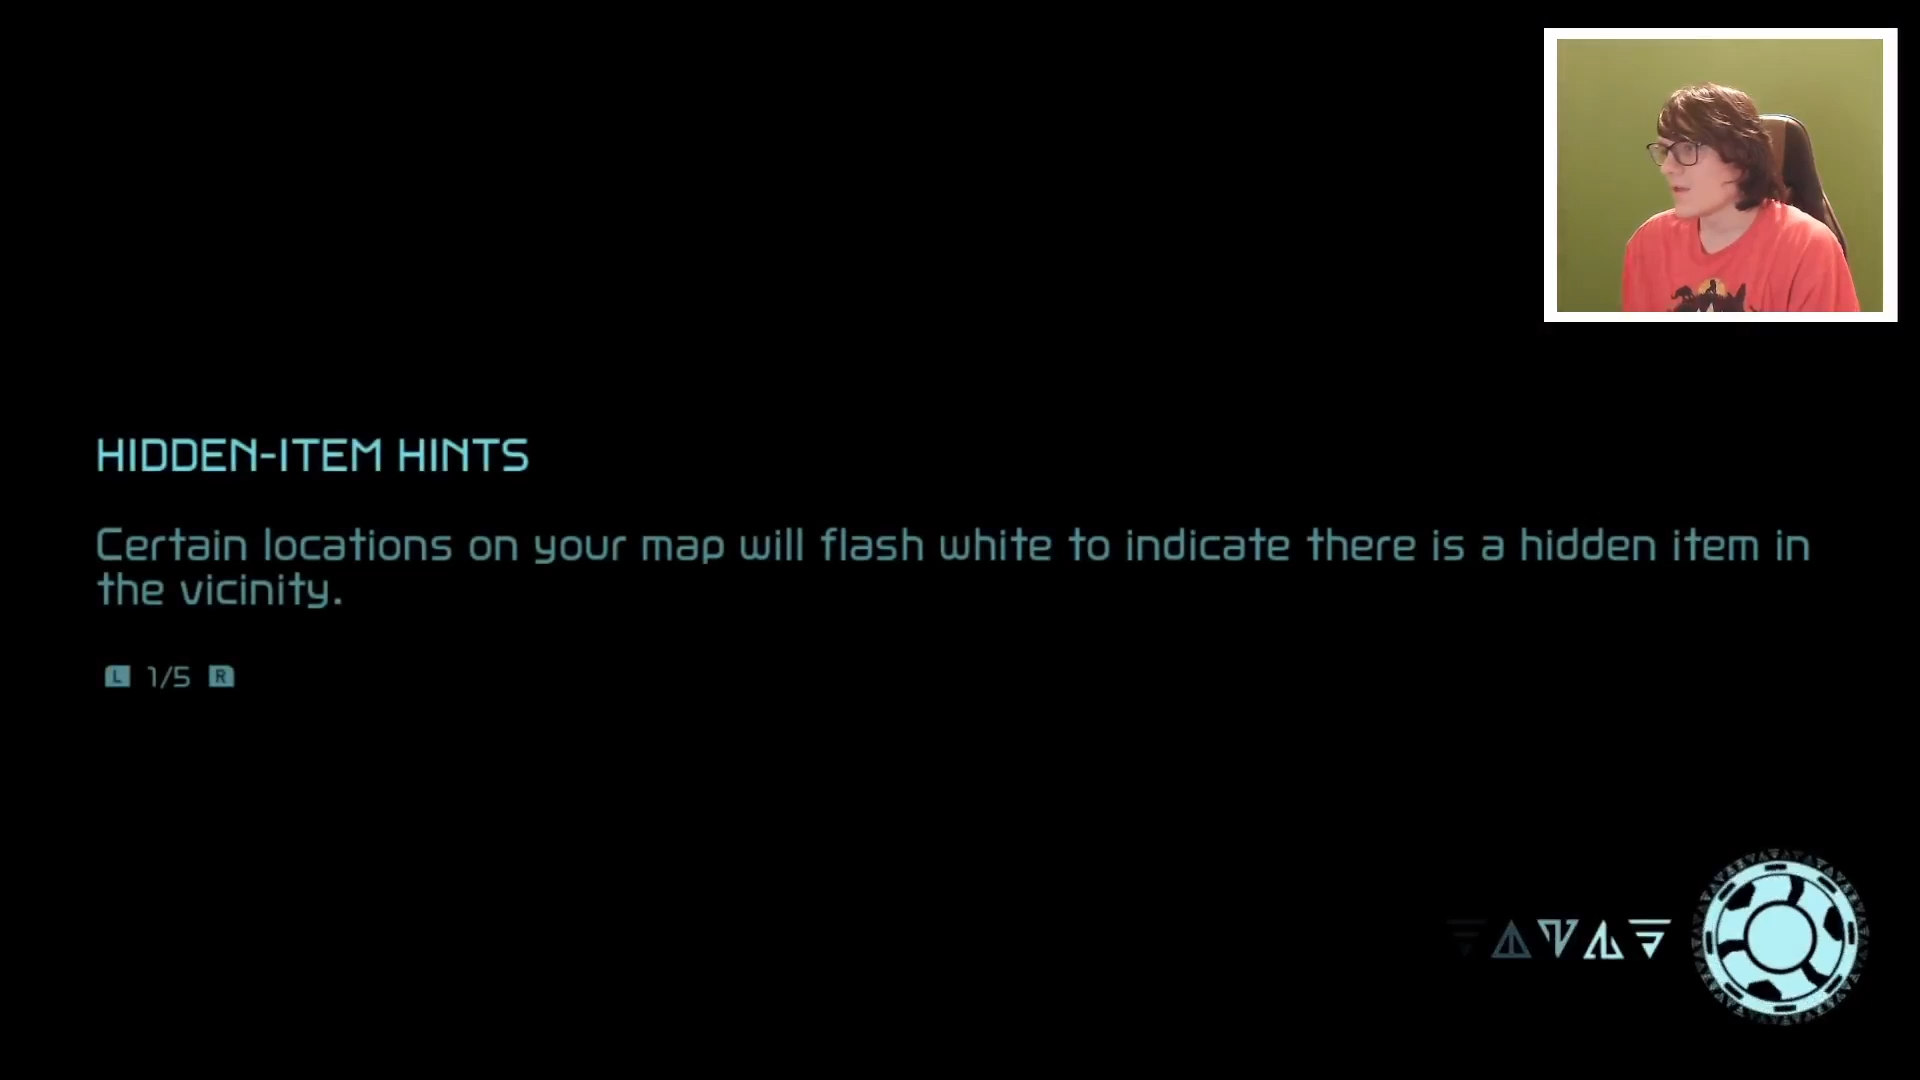 HIDDEN-ITEM HINTS
Certain locations on your map will flash white to indicate there is a hidden item in
the vicinity.
L 1/5 R